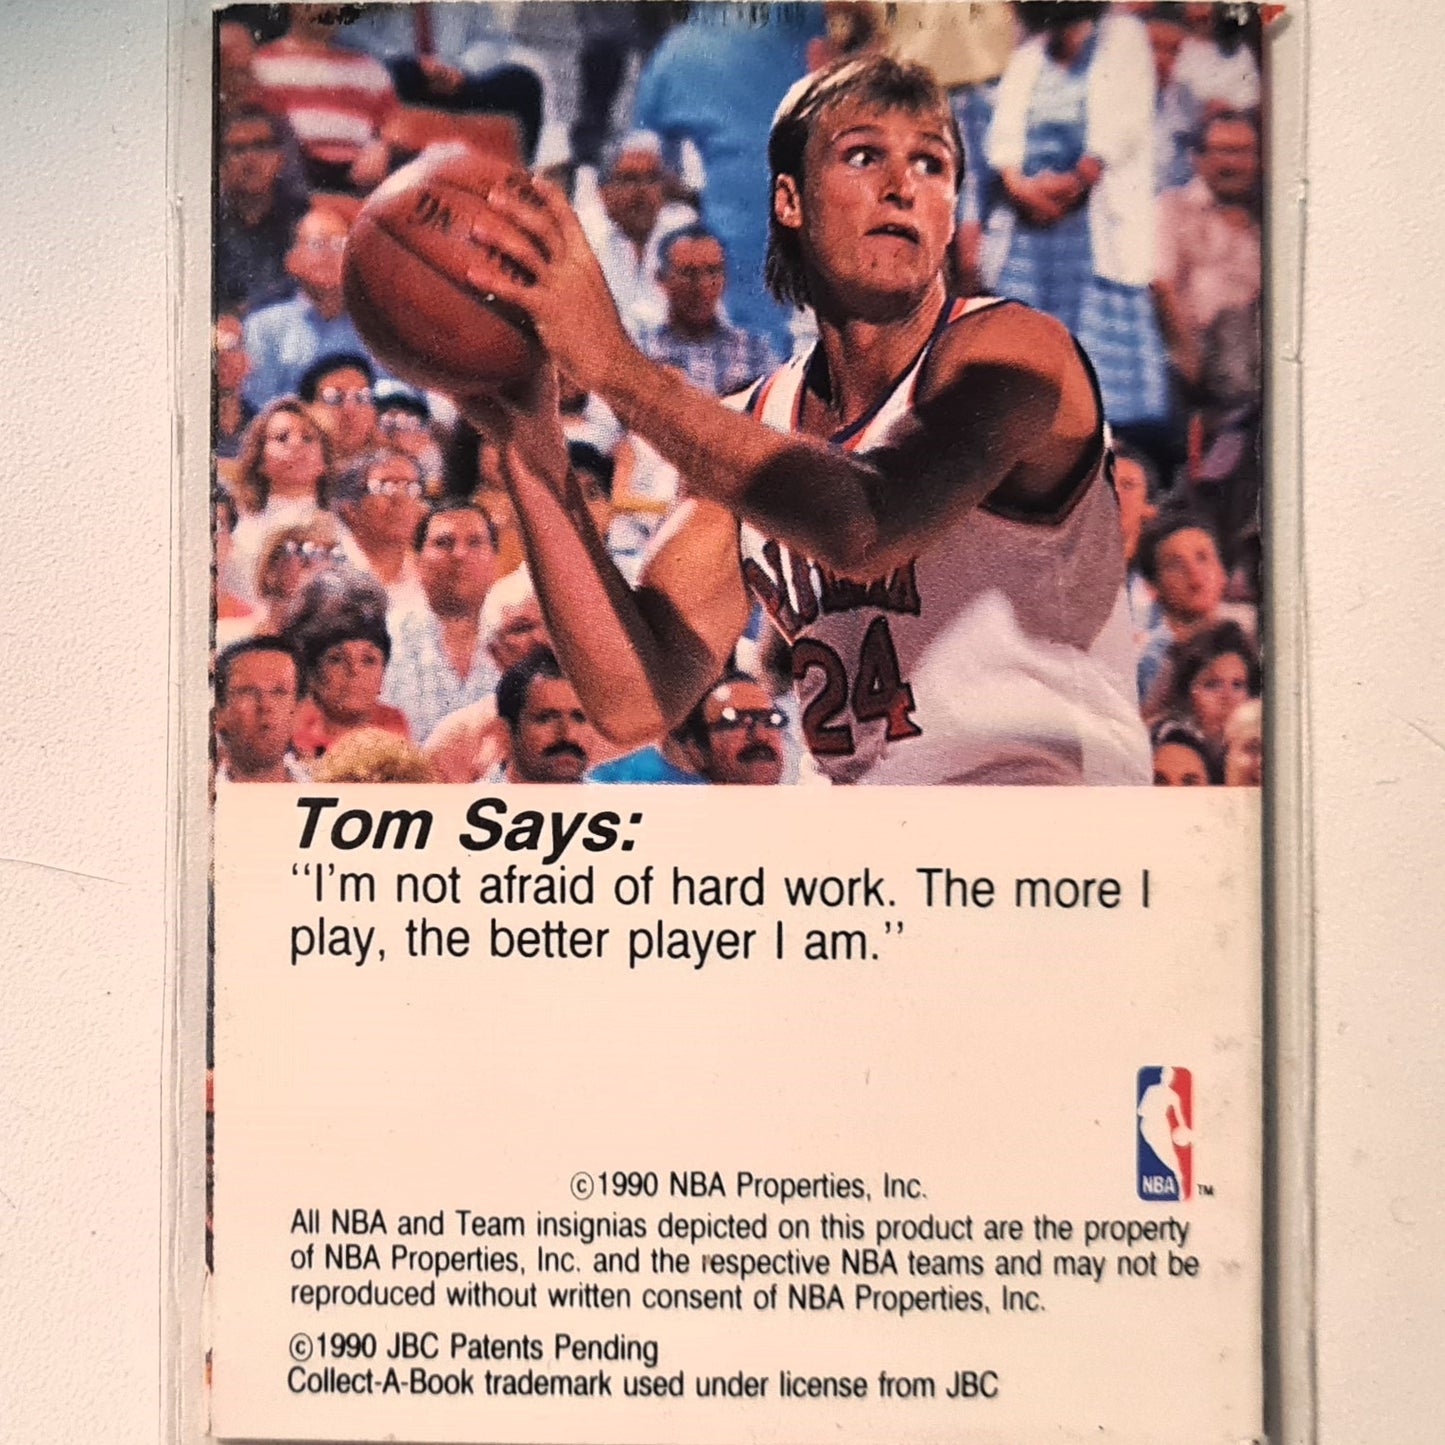 24
Tom Says:
“I'm not afraid of hard work. The more I
play, the better player I am.”
NBA TM
©1990 NBA Properties, Inc.
All NBA and Team insignias depicted on this product are the property
of NBA Properties, Inc. and the respective NBA teams and may not be
reproduced without written consent of NBA Properties, Inc.
©1990 JBC Patents Pending
Collect-A-Book trademark used under license from JBC